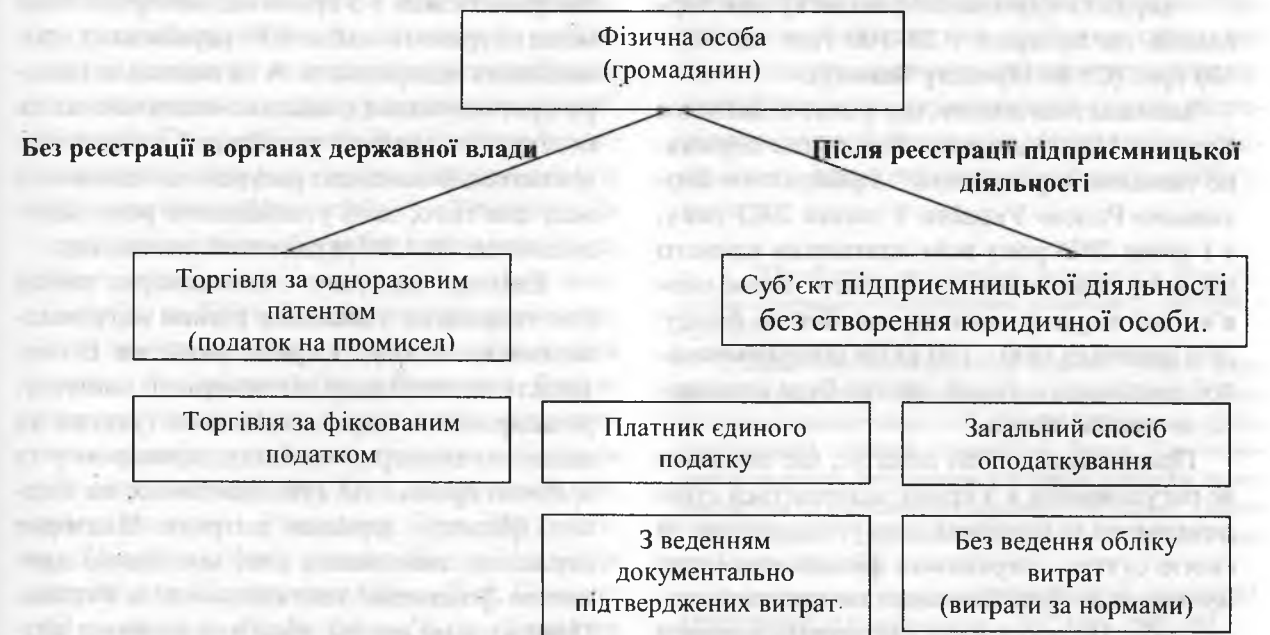 Фізична особа
(громадянин)
Без реєстрації в органах державної влади
Після реєстрації підприємницької
діяльності
Торгівля за одноразовим
патентом
(податок на промисел)
Суб’єкт підприємницької діяльності
без створення юридичної особи.
Торгівля за фіксованим
податком
Платник єдиного
податку
Загальний спосіб
оподаткування
З веденням
документально
підтверджених витрат
Без ведення обліку
витрат
(витрати за нормами)